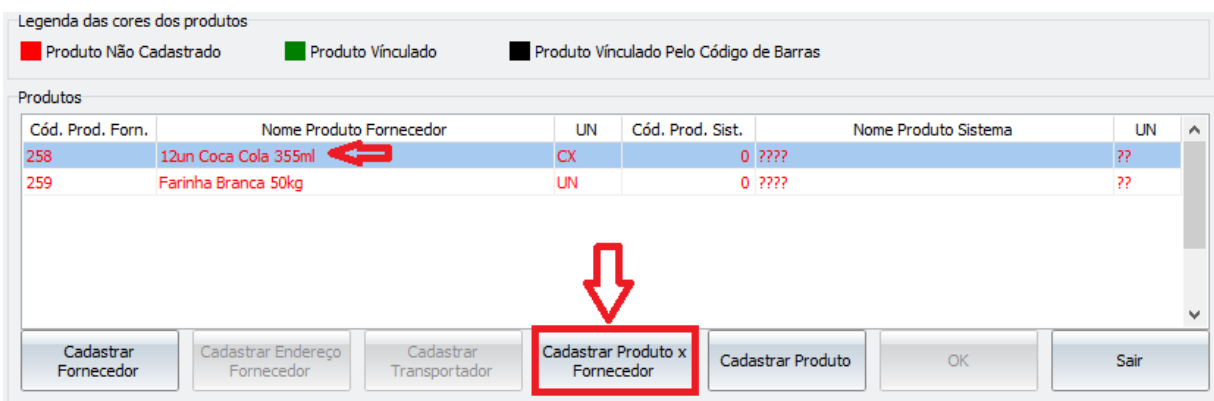 Legenda das cores dos produtos
Produto Não Cadastrado Produto Vínculado Produto Vínculado Pelo Código de Barras
Produtos
Cód. Prod. Forn. Nome Produto Fornecedor UN Cód. Prod. Sist. Nome Produto Sistema UN
258 12un Coca Cola 355ml CX 0 ???? ??
259 Farinha Branca 50kg UN 0 ???? ??
Cadastrar
Fornecedor
Cadastrar Endereço
Fornecedor
Cadastrar
Transportador
Cadastrar Produto x
Fornecedor
Cadastrar Produto
OK
Sair